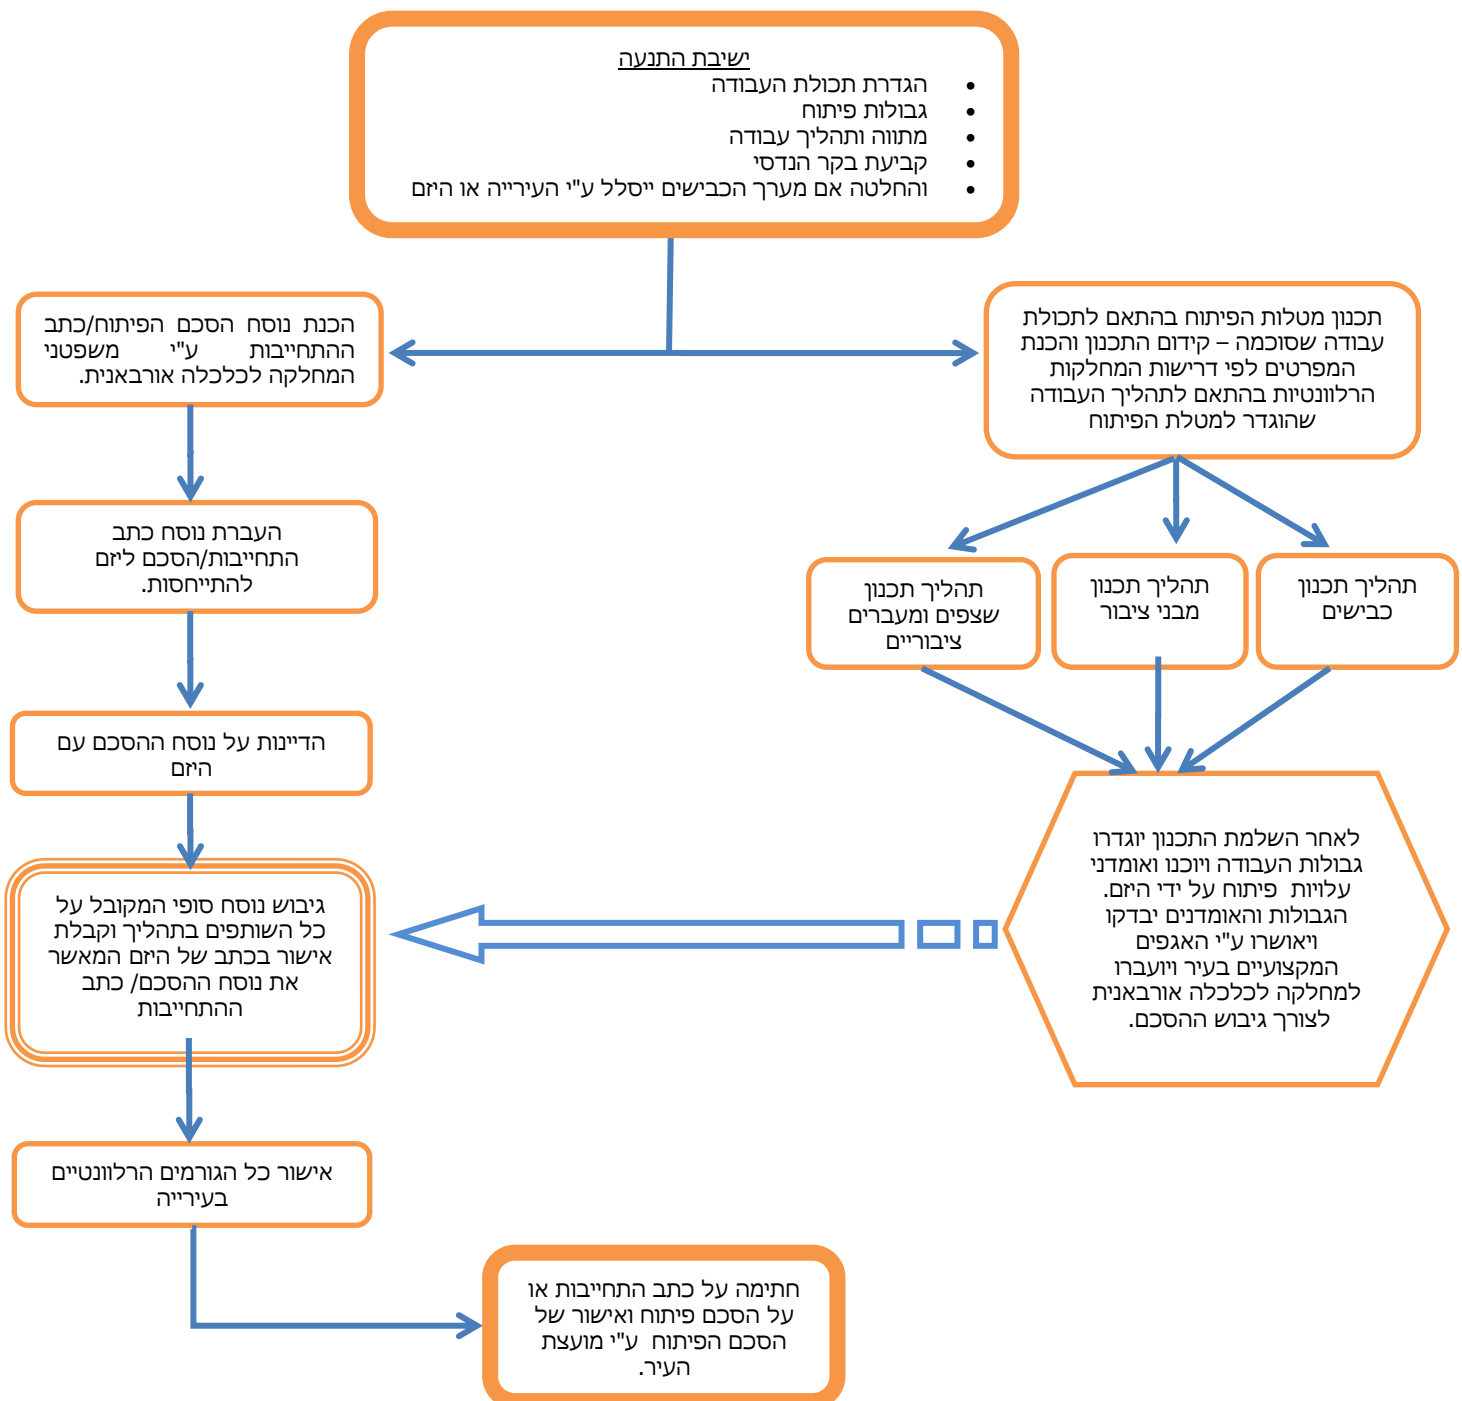 ישיבת התנעה
• הגדרת תכולת העבודה
• גבולות פיתוח
• מתווה ותהליך עבודה
• קביעת בקר הנדסי
• והחלטה אם מערך הכבישים ייסלל ע"י העירייה או היזם
תכנון מטלות הפיתוח בהתאם לתכולת
עבודה שסוכמה – קידום התכנון והכנת
המפרטים לפי דרישות המחלקות
הרלוונטיות בהתאם לתהליך העבודה
שהוגדר למטלת הפיתוח
הכנת נוסח הסכם הפיתוח/כתב
ההתחייבות ע"י משפטני
המחלקה לכלכלה אורבאנית.
העברת נוסח כתב
התחייבות/הסכם ליזם
להתייחסות.
תהליך תכנון
כבישים
תהליך תכנון
מבני ציבור
תהליך תכנון
שצפים ומעברים
ציבוריים
הדיינות על נוסח ההסכם עם
היזם
לאחר השלמת התכנון יוגדרו
גבולות העבודה ויוכנו ואומדני
עלויות פיתוח על ידי היזם.
הגבולות והאומדנים יבדקו
ויאושרו ע"י האגפים
המקצועיים בעיר ויועברו
למחלקה לכלכלה אורבאנית
לצורך גיבוש ההסכם.
גיבוש נוסח סופי המקובל על
כל השותפים בתהליך וקבלת
אישור בכתב של היזם המאשר
את נוסח ההסכם/ כתב
ההתחייבות
אישור כל הגורמים הרלוונטיים
בעירייה
חתימה על כתב התחייבות או
על הסכם פיתוח ואישור של
הסכם הפיתוח ע"י מועצת
העיר.